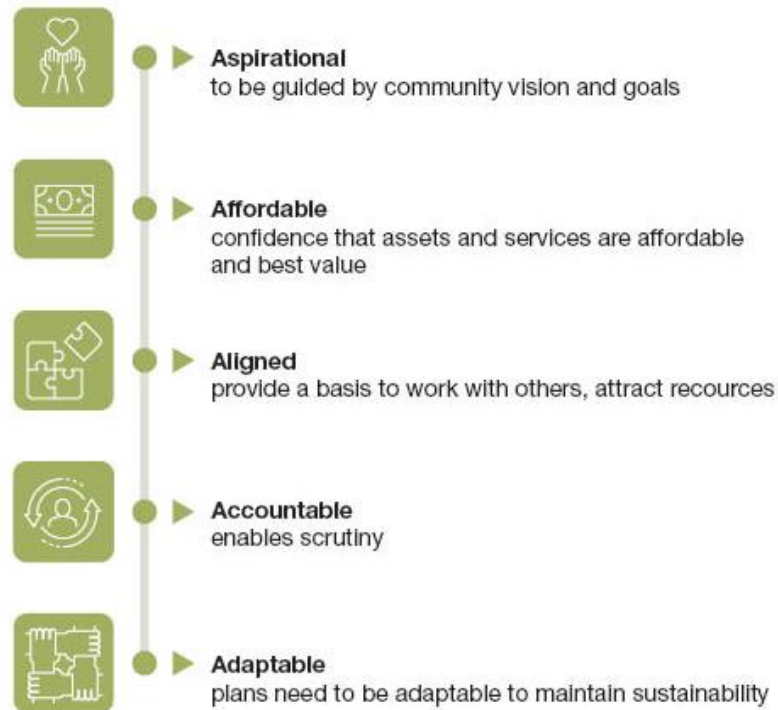 Aspirational
to be guided by community vision and goals
Affordable
confidence that assets and services are affordable
and best value
Aligned
provide a basis to work with others, attract recources
Accountable
enables scrutiny
Adaptable
plans need to be adaptable to maintain sustainability